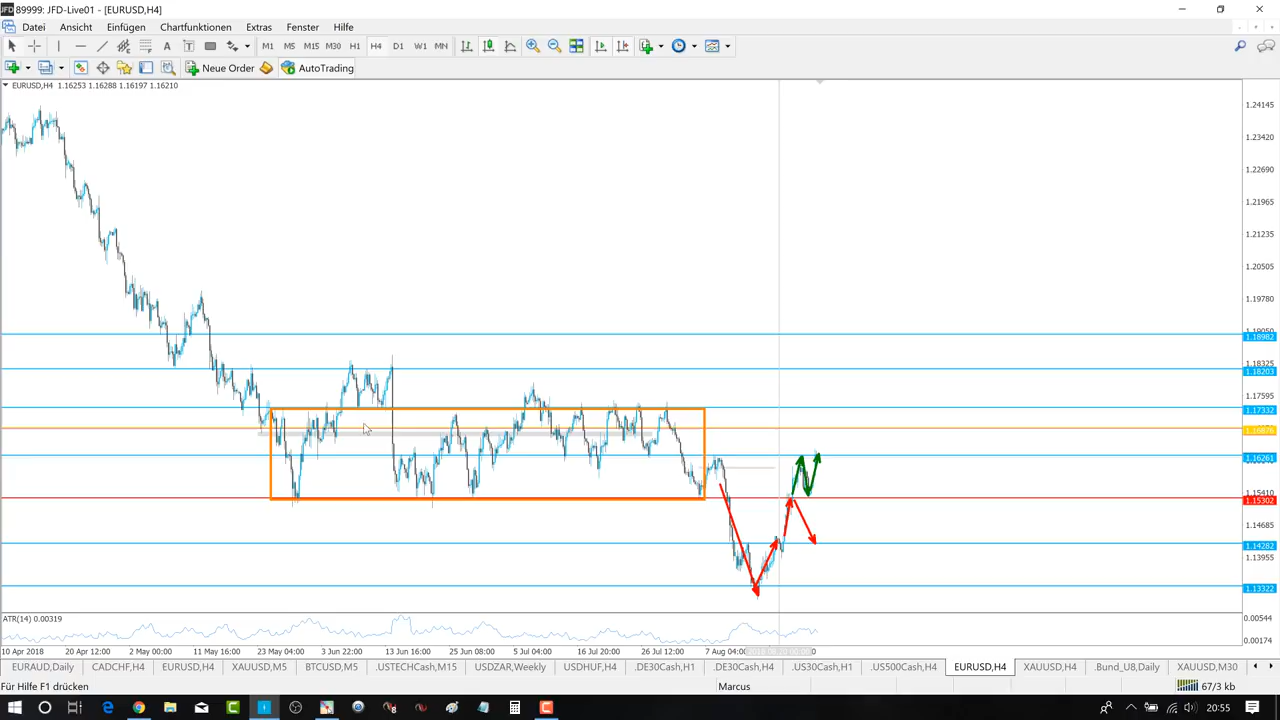 89999: JFD-Live01 - [EURUSD,H4]
Datei Ansicht Einfügen Chartfunktionen Extras Fenster Hilfe
A T M1 M5 M15 M30 H1 H4 D1 W1 MN
New Order AutoTrading
EURUSD,H4 1.16253 1.16288 1.16197 1.16210
1.24145
1.23420
1.22690
1.21965
1.21235
1.20505
1.19780
1.19050
1.18982
1.18325
1.18203
1.17595
1.17332
1.16876
1.16261
1.15410
1.15302
1.14685
1.14282
1.13955
1.13322
ATR(14) 0.00319
0.00544
0.00174
10 Apr 2018 20 Apr 12:00 2 May 00:00 11 May 16:00 23 May 04:00 3 Jun 22:00 13 Jun 16:00 25 Jun 08:00 5 Jul 04:00 16 Jul 20:00 26 Jul 12:00 7 Aug 04:00
EURAUD,Daily CADCHF,H4 EURUSD,H4 XAUUSD,M5 BTCUSD,M5 .USTECHCash,M15 USDZAR,Weekly USDHUF,H4 .DE30Cash,H1 .DE30Cash,H4 .US30Cash,H1 .US500Cash,H4 EURUSD,H4 XAUUSD,H4 .Bund_U8,Daily XAUUSD,M30
Für Hilfe F1 drücken Marcus 67/3 kb
20:55